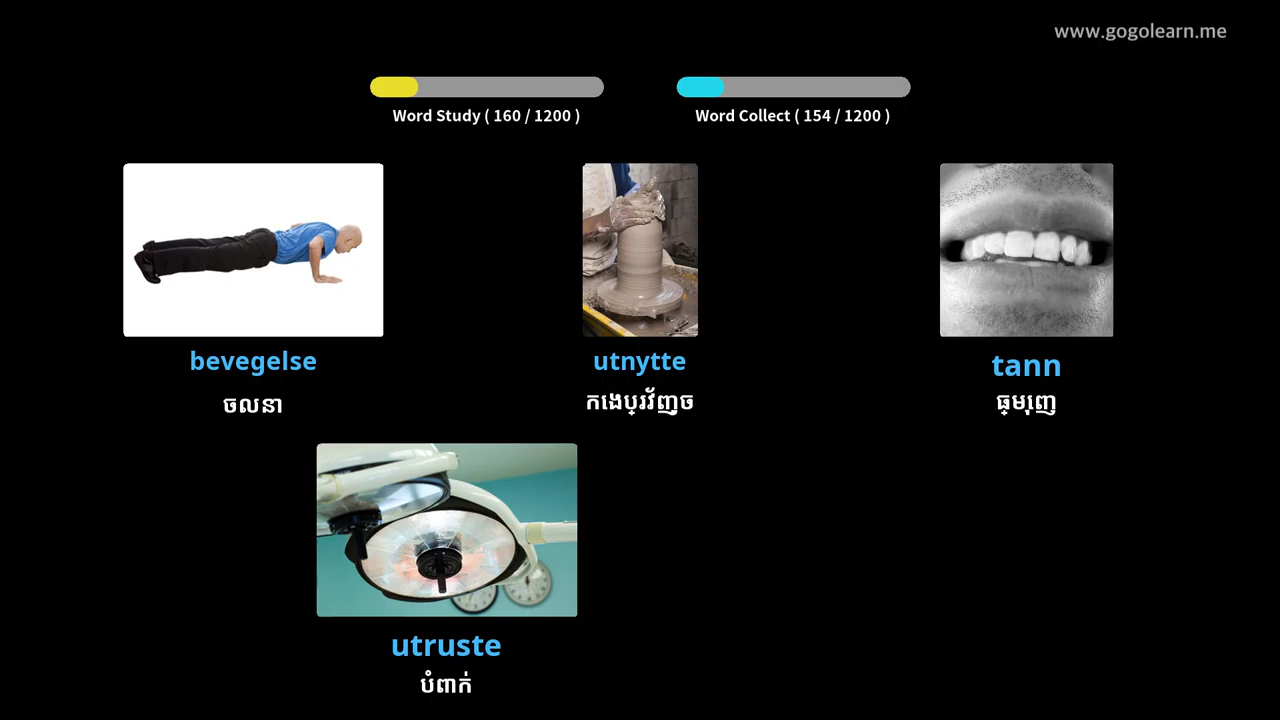 www.gogolearn.me
Word Study ( 160 / 1200 )
Word Collect ( 154 / 1200 )
bevegelse
utnytte
tann
ចលនា
កេងប្រវ័ញ្ច
ធ្មេញ
utruste
បំពាក់